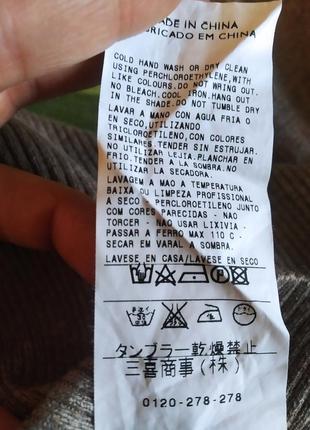 MADE IN CHINA
FABRICADO EM CHINA
COLD HAND WASH OR DRY CLEAN
USING PERCHLOROETHYLENE,WITH
LIKE COLOURS.DO NOT WRING OUT.
NO BLEACH.COOL IRON.HANG OUT
IN THE SHADE.DO NOT TUMBLE DRY
LAVAR A MANO CON AGUA FRIA O
EN SECO,UTILIZANDO
TRICLOROETILENO,CON COLORES
SIMILARES.TENDER SIN ESTRUJAR.
NO UTILIZAR LEJIA.PLANCHAR EN
FRIO.TENDER A LA SOMBRA.NO
UTILIZAR LA SECADORA.
LAVAGEM A MAO A TEMPERATURA
BAIXA OU LIMPEZA PROFISSIONAL
A SECO - PERCLOROETILENO JUNTO
COM CORES PARECIDAS - NAO
TORCER - NAO USAR LIXIVIA -
PASSAR A FERRO MAX 110 C -
SECAR EM VARAL A SOMBRA.
LAVESE EN CASA/LAVESE EN SECO
P
タンブラー乾燥禁止
三喜商事(株)
0120-278-278